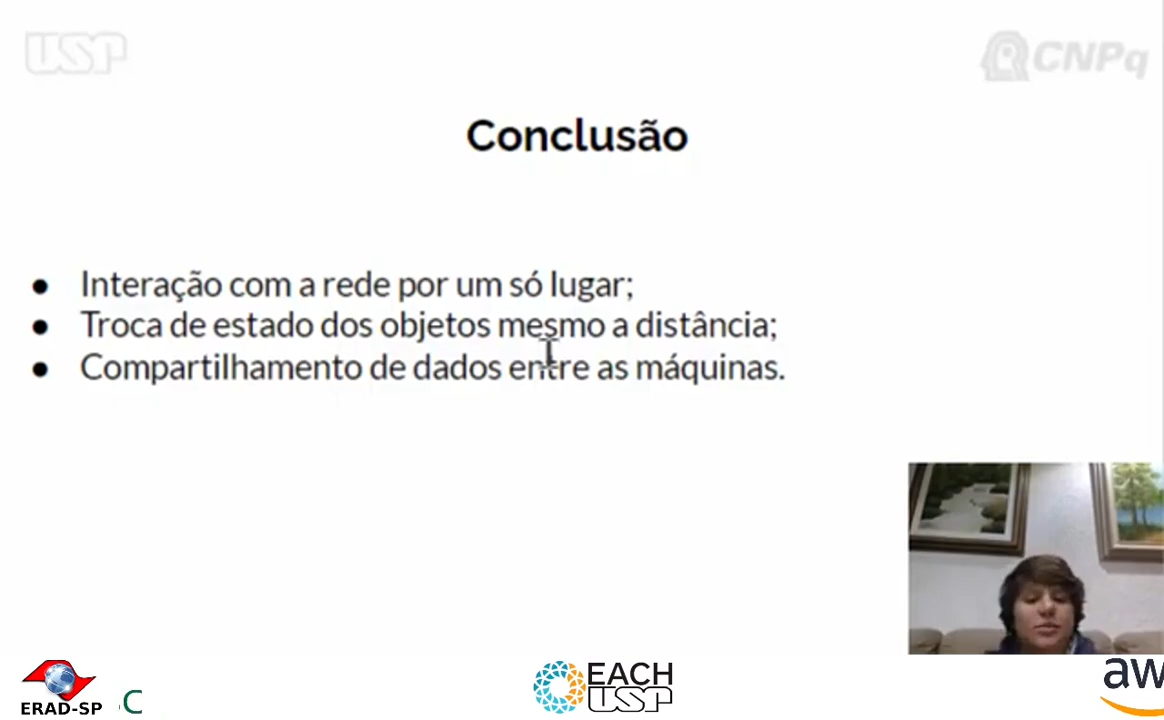 USP
CNPq
Conclusão
● Interação com a rede por um só lugar;
● Troca de estado dos objetos mesmo a distância;
● Compartilhamento de dados entre as máquinas.
ERAD-SP
C
EACH
USP
aw